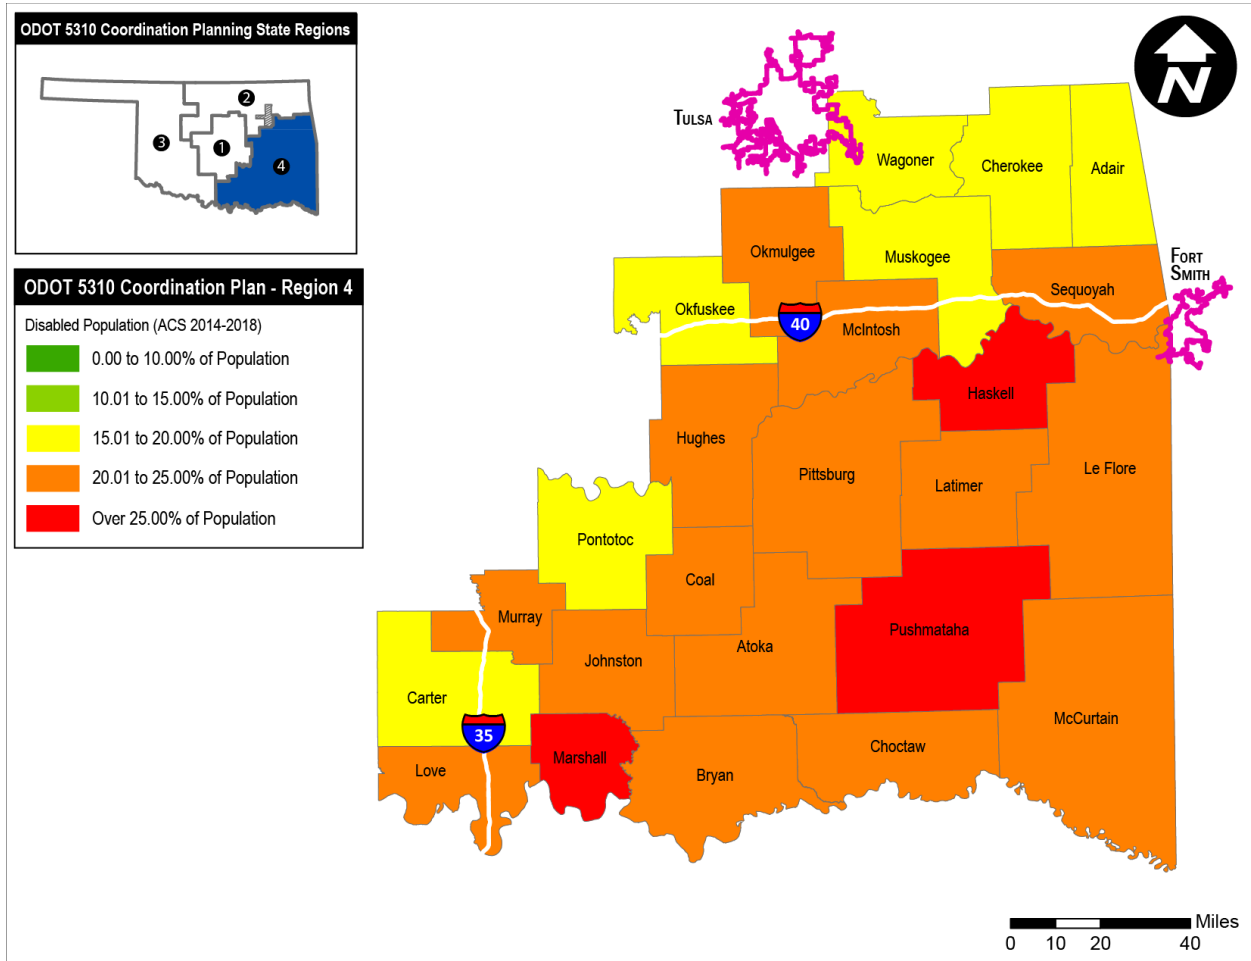 ODOT 5310 Coordination Planning State Regions
2
3
1
4
N
ODOT 5310 Coordination Plan - Region 4
Disabled Population (ACS 2014-2018)
0.00 to 10.00% of Population
10.01 to 15.00% of Population
15.01 to 20.00% of Population
20.01 to 25.00% of Population
Over 25.00% of Population
TULSA
Wagoner
Cherokee
Adair
Okmulgee
Muskogee
FORT
SMITH
Sequoyah
Okfuskee
40
McIntosh
Haskell
Hughes
Pittsburg
Latimer
Le Flore
Pontotoc
Coal
Murray
Pushmataha
Johnston
Atoka
Carter
McCurtain
35
Marshall
Choctaw
Love
Bryan
Miles
0 10 20 40